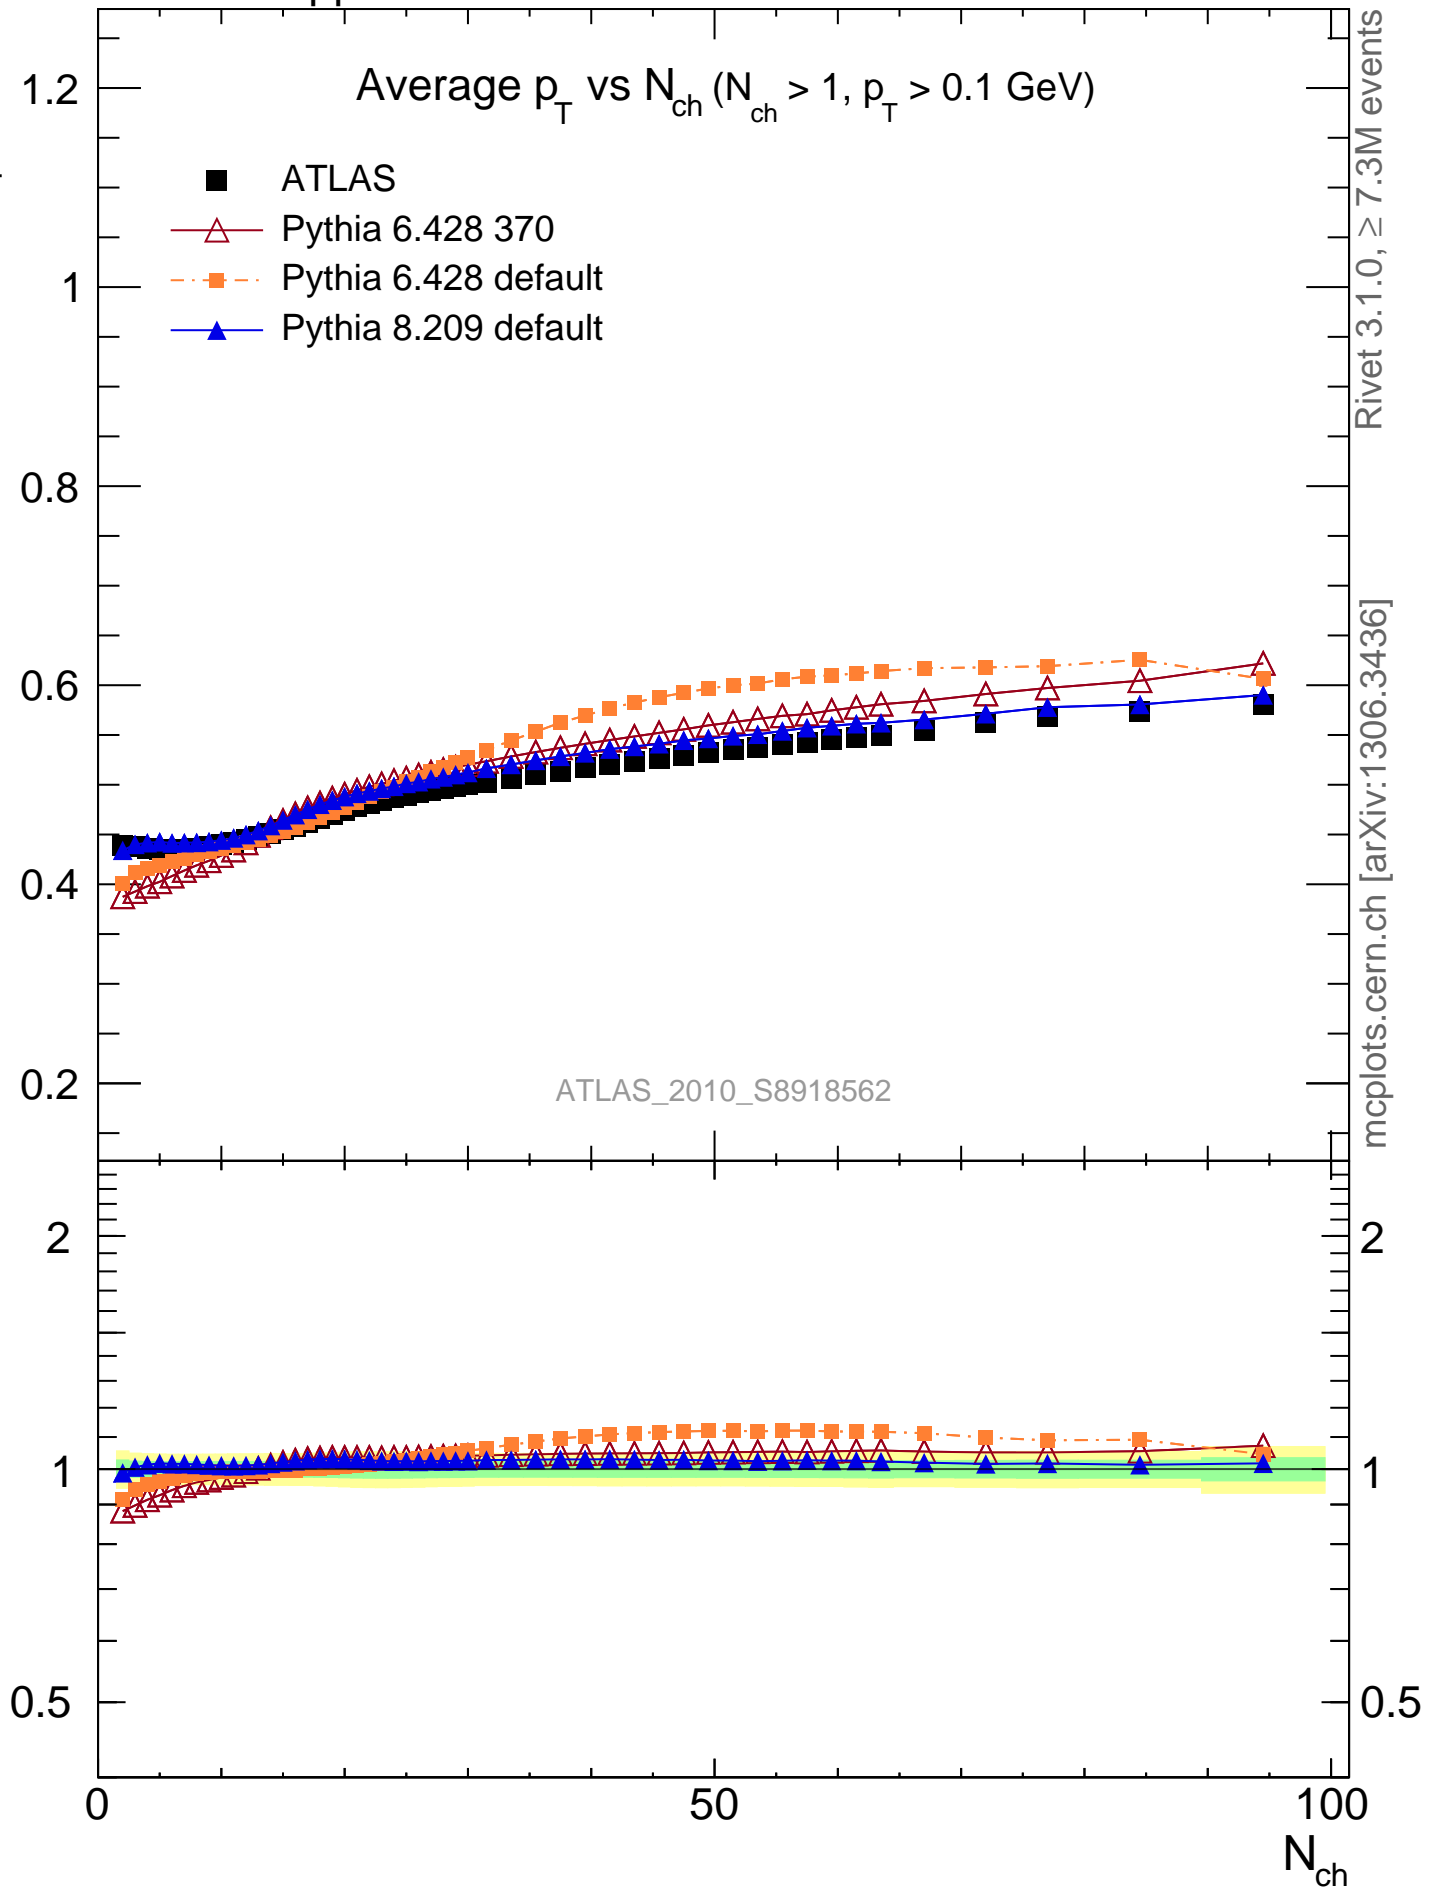 Average p_T vs N_ch (N_ch > 1, p_T > 0.1 GeV)
ATLAS
Pythia 6.428 370
Pythia 6.428 default
Pythia 8.209 default
1.2
1
0.8
0.6
0.4
0.2
ATLAS_2010_S8918562
Rivet 3.1.0, ≥ 7.3M events
mcplots.cern.ch [arXiv:1306.3436]
2
1
0.5
2
1
0.5
0
50
100
N_ch